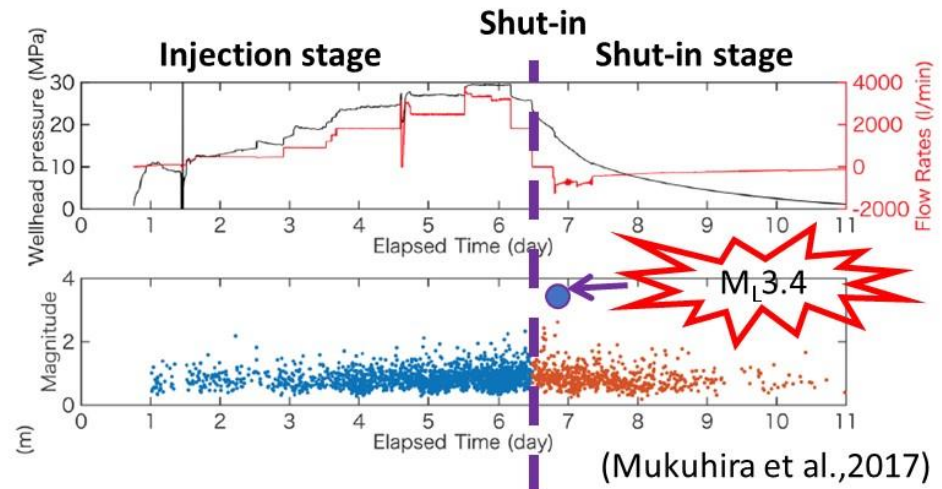 Shut-in
Injection stage
Shut-in stage
Wellhead pressure (MPa)
30
20
10
0
4000
2000
0
-2000
Flow Rates (l/min)
1 2 3 4 5 6 7 8 9 10 11
Elapsed Time (day)
M_L3.4
Magnitude
4
2
0
0 1 2 3 4 5 6 7 8 9 10 11
Elapsed Time (day)
(m)
(Mukuhira et al.,2017)